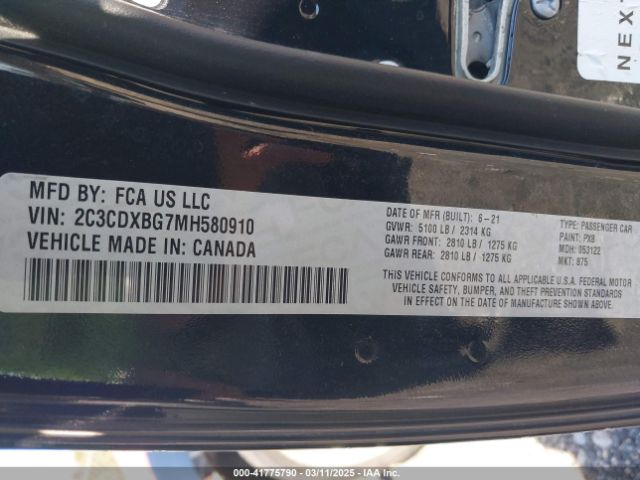 NEXT
MFD BY: FCA US LLC
VIN: 2C3CDXBG7MH580910
VEHICLE MADE IN: CANADA
DATE OF MFR (BUILT): 6-21
GVWR: 5100 LB / 2314 KG
GAWR FRONT: 2810 LB / 1275 KG
GAWR REAR: 2810 LB / 1275 KG
TYPE: PASSENGER CAR
PAINT: PX8
MDH: 053122
MKT: 875
THIS VEHICLE CONFORMS TO ALL APPLICABLE U.S.A. FEDERAL MOTOR
VEHICLE SAFETY, BUMPER, AND THEFT PREVENTION STANDARDS
IN EFFECT ON THE DATE OF MANUFACTURE SHOWN ABOVE.
000-41775790 - 03/11/2025 - IAA Inc.